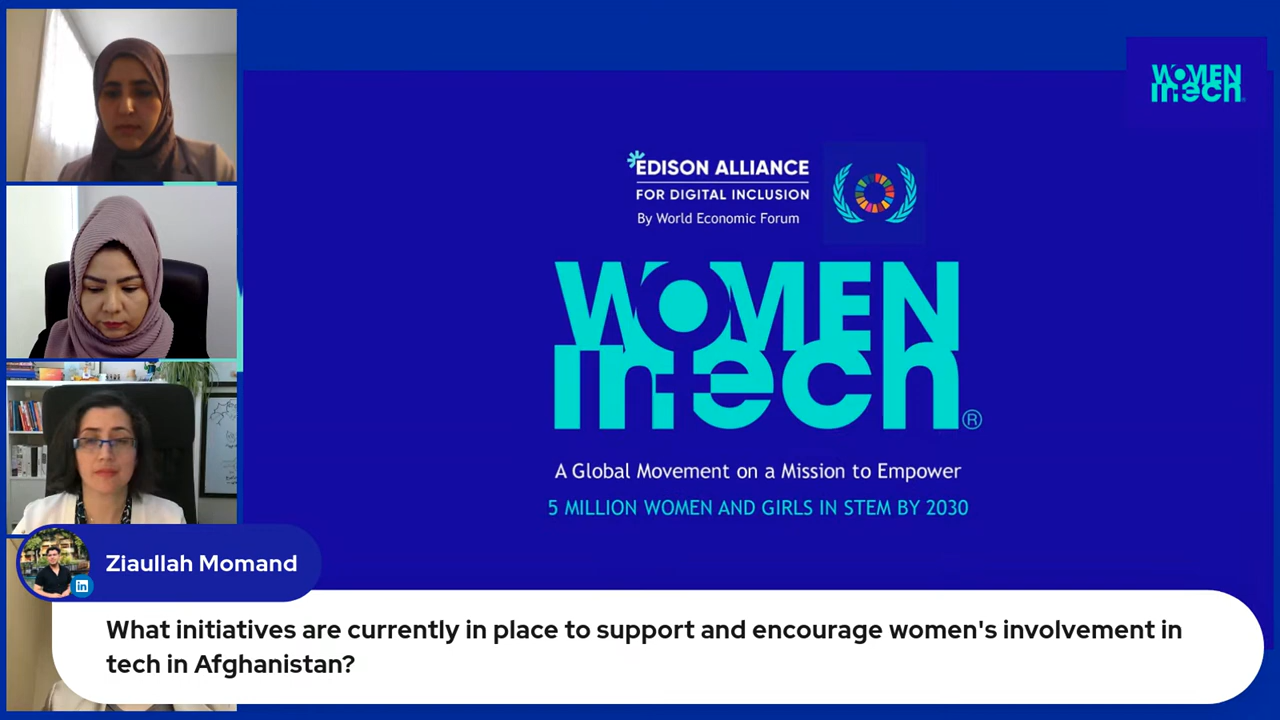 WOMEN
In tech
EDISON ALLIANCE
FOR DIGITAL INCLUSION
By World Economic Forum
WOMEN
In tech®
A Global Movement on a Mission to Empower
5 MILLION WOMEN AND GIRLS IN STEM BY 2030
in
Ziaullah Momand
What initiatives are currently in place to support and encourage women's involvement in
tech in Afghanistan?